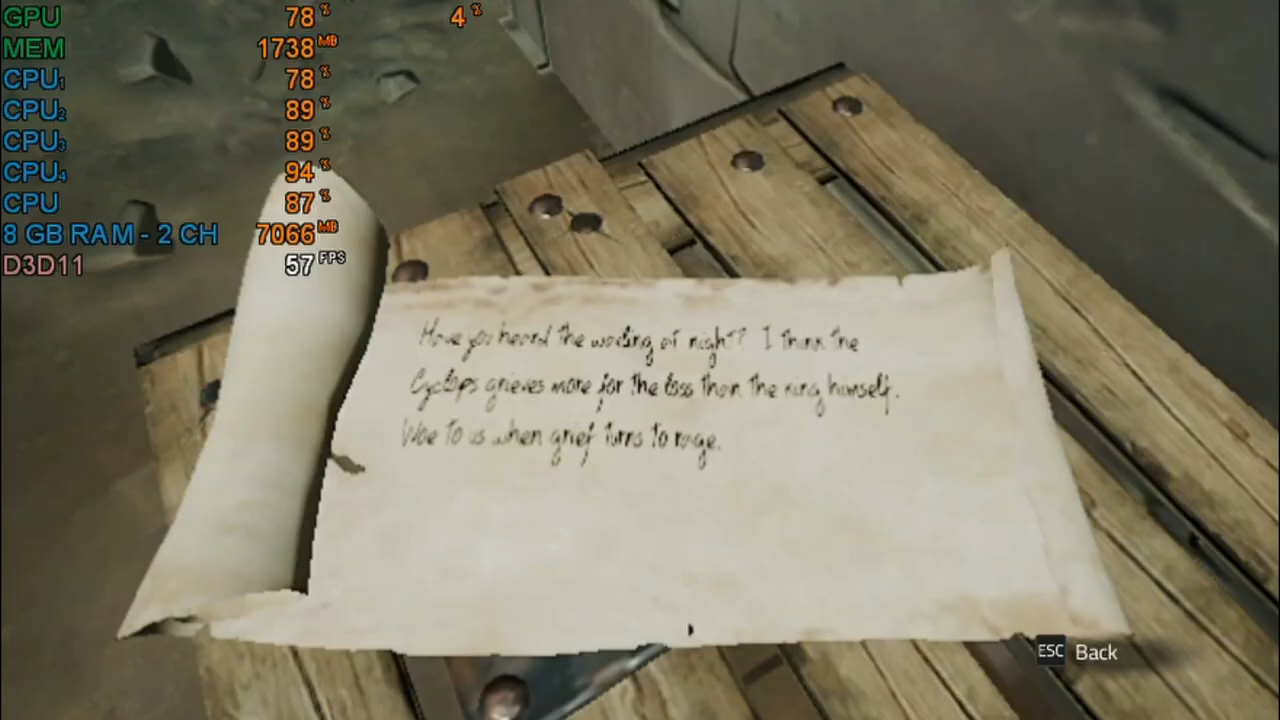 GPU 78 % 4 %
MEM 1738 MB
CPU1 78 %
CPU2 89 %
CPU3 89 %
CPU4 94 %
CPU 87 %
8 GB RAM - 2 CH 7066 MB
D3D11 57 FPS
Have you heard the wailing at night? I think the
Cyclops grieves more for the loss than the king himself.
Woe to us when grief turns to rage.
ESC Back